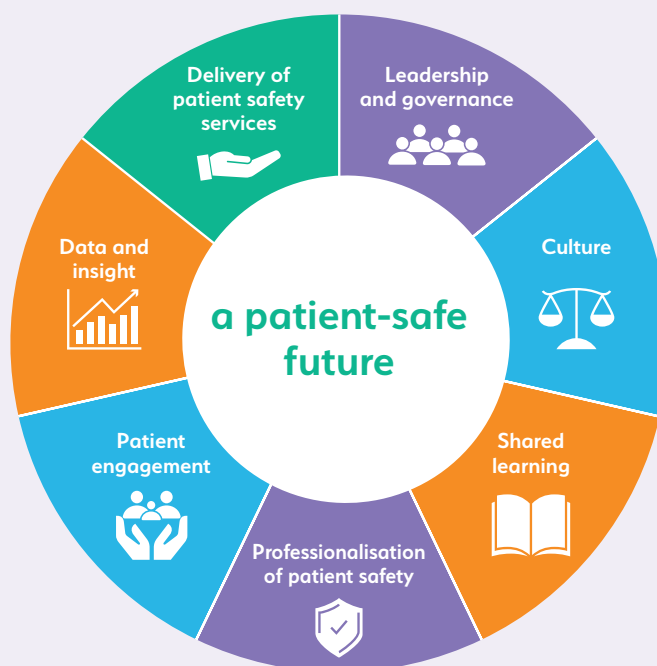 Delivery of
patient safety
services
Leadership
and governance
Culture
Shared
learning
Professionalisation
of patient safety
Patient
engagement
Data and
insight
a patient-safe
future